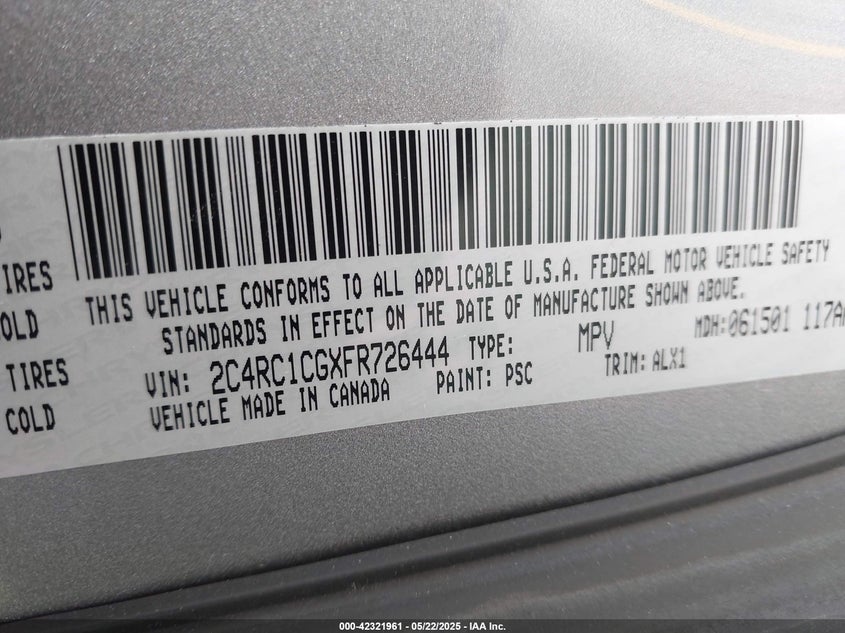 TIRES
COLD
TIRES
COLD
THIS VEHICLE CONFORMS TO ALL APPLICABLE U.S.A. FEDERAL MOTOR VEHICLE SAFETY
STANDARDS IN EFFECT ON THE DATE OF MANUFACTURE SHOWN ABOVE.
VIN: 2C4RC1CGXFR726444 TYPE: MPV MDH:061501 117A
VEHICLE MADE IN CANADA PAINT: PSC TRIM: ALX1
000-42321961 - 05/22/2025 - IAA Inc.